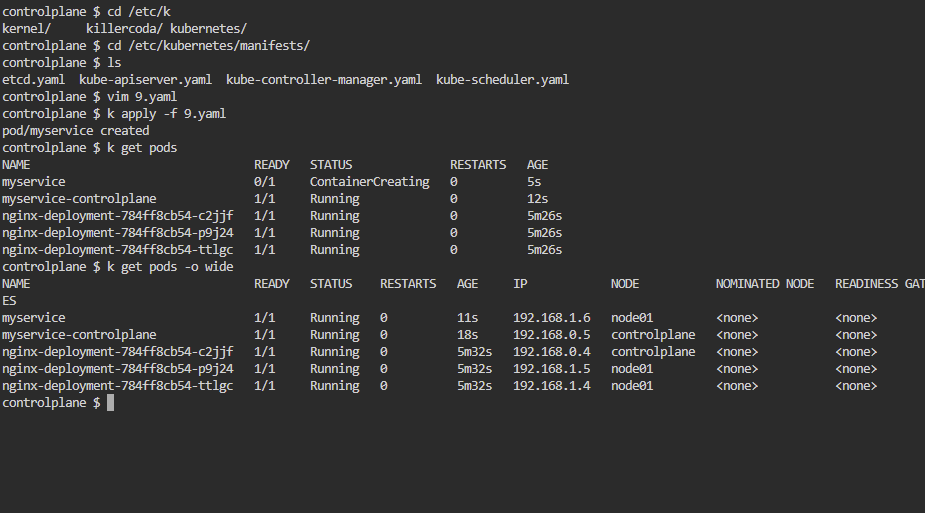 controlplane $ cd /etc/k
kernel/     killercoda/ kubernetes/
controlplane $ cd /etc/kubernetes/manifests/
controlplane $ ls
etcd.yaml  kube-apiserver.yaml  kube-controller-manager.yaml  kube-scheduler.yaml
controlplane $ vim 9.yaml
controlplane $ k apply -f 9.yaml
pod/myservice created
controlplane $ k get pods
NAME                                READY   STATUS              RESTARTS   AGE
myservice                           0/1     ContainerCreating   0          5s
myservice-controlplane              1/1     Running             0          12s
nginx-deployment-784ff8cb54-c2jjf   1/1     Running             0          5m26s
nginx-deployment-784ff8cb54-p9j24   1/1     Running             0          5m26s
nginx-deployment-784ff8cb54-ttlgc   1/1     Running             0          5m26s
controlplane $ k get pods -o wide
NAME                                READY   STATUS    RESTARTS   AGE     IP            NODE           NOMINATED NODE   READINESS GAT
ES
myservice                           1/1     Running   0          11s     192.168.1.6   node01         <none>           <none>
myservice-controlplane              1/1     Running   0          18s     192.168.0.5   controlplane   <none>           <none>
nginx-deployment-784ff8cb54-c2jjf   1/1     Running   0          5m32s   192.168.0.4   controlplane   <none>           <none>
nginx-deployment-784ff8cb54-p9j24   1/1     Running   0          5m32s   192.168.1.5   node01         <none>           <none>
nginx-deployment-784ff8cb54-ttlgc   1/1     Running   0          5m32s   192.168.1.4   node01         <none>           <none>
controlplane $